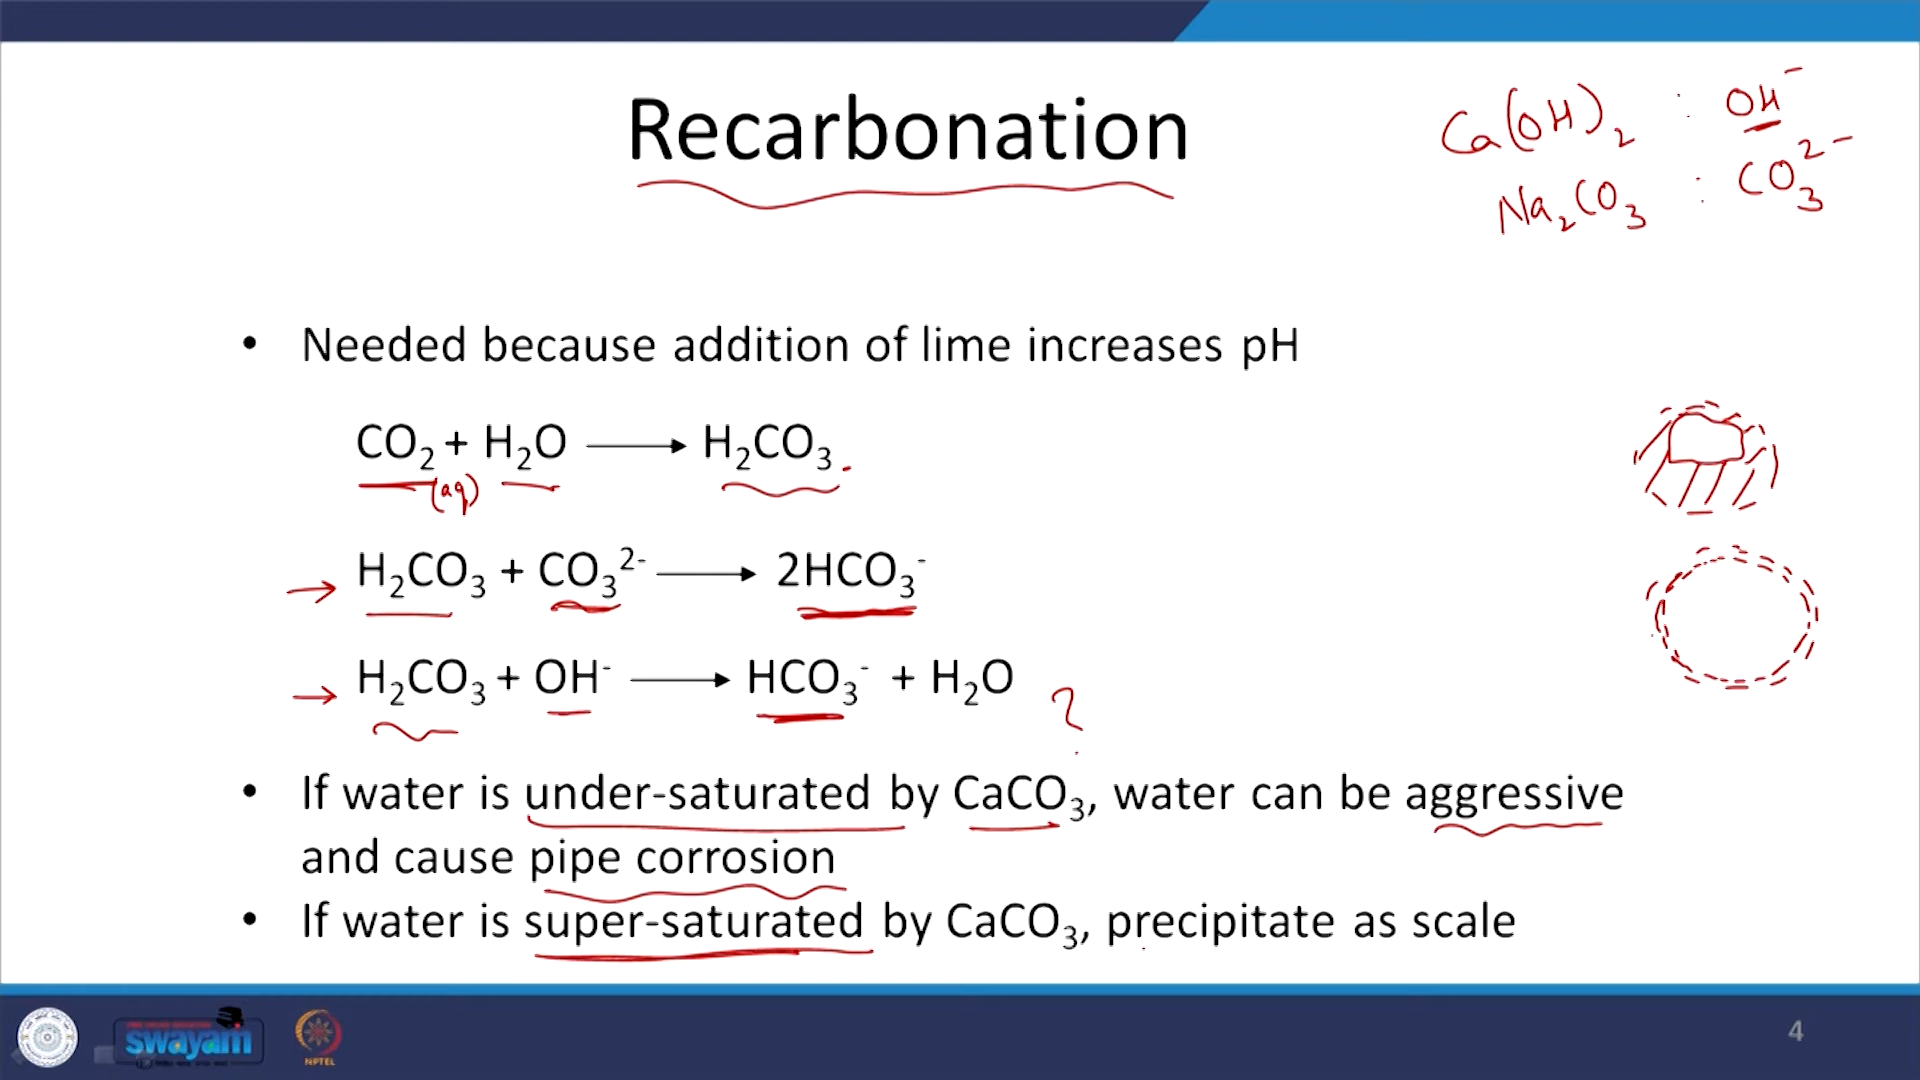 Recarbonation
Ca(OH)₂ : OH⁻
Na₂CO₃ : CO₃²⁻
• Needed because addition of lime increases pH
CO₂ + H₂O ⟶ H₂CO₃
(aq)
→ H₂CO₃ + CO₃²⁻ ⟶ 2HCO₃⁻
→ H₂CO₃ + OH⁻ ⟶ HCO₃⁻ + H₂O ?
• If water is under-saturated by CaCO₃, water can be aggressive
and cause pipe corrosion
• If water is super-saturated by CaCO₃, precipitate as scale
swayam
NPTEL
4